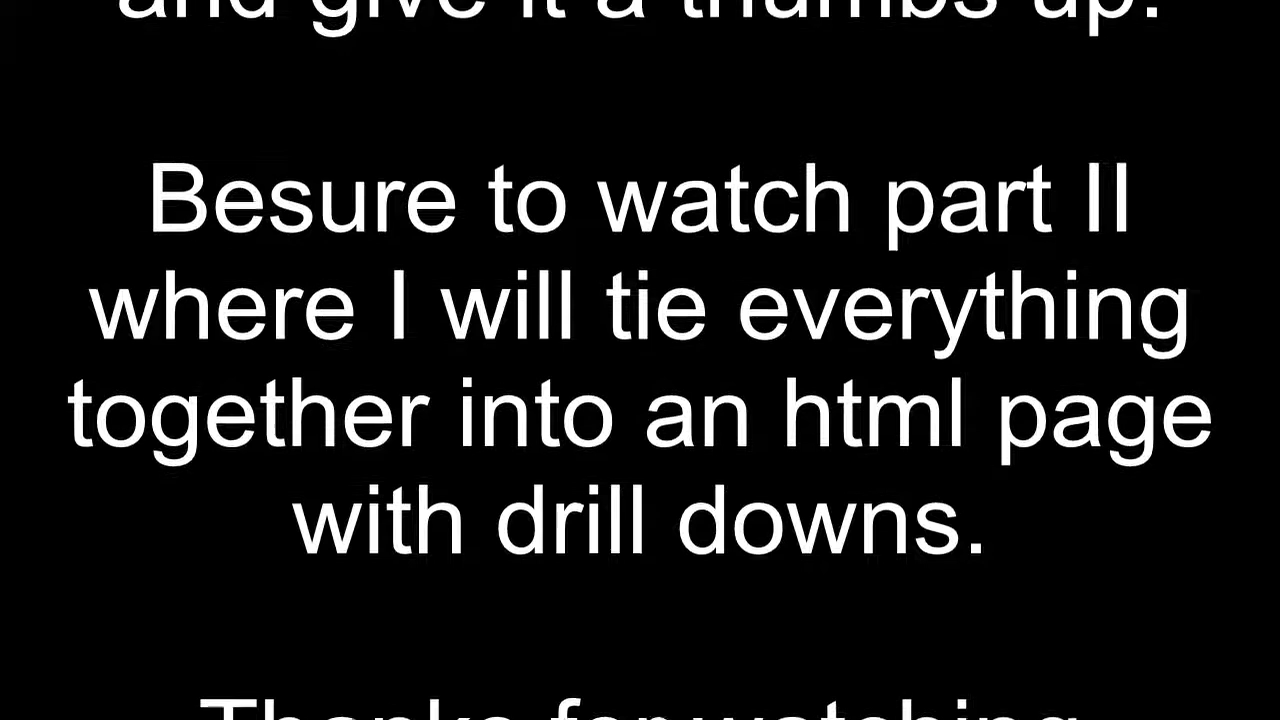 and give it a thumbs up.
Besure to watch part II
where I will tie everything
together into an html page
with drill downs.
Thanks for watching